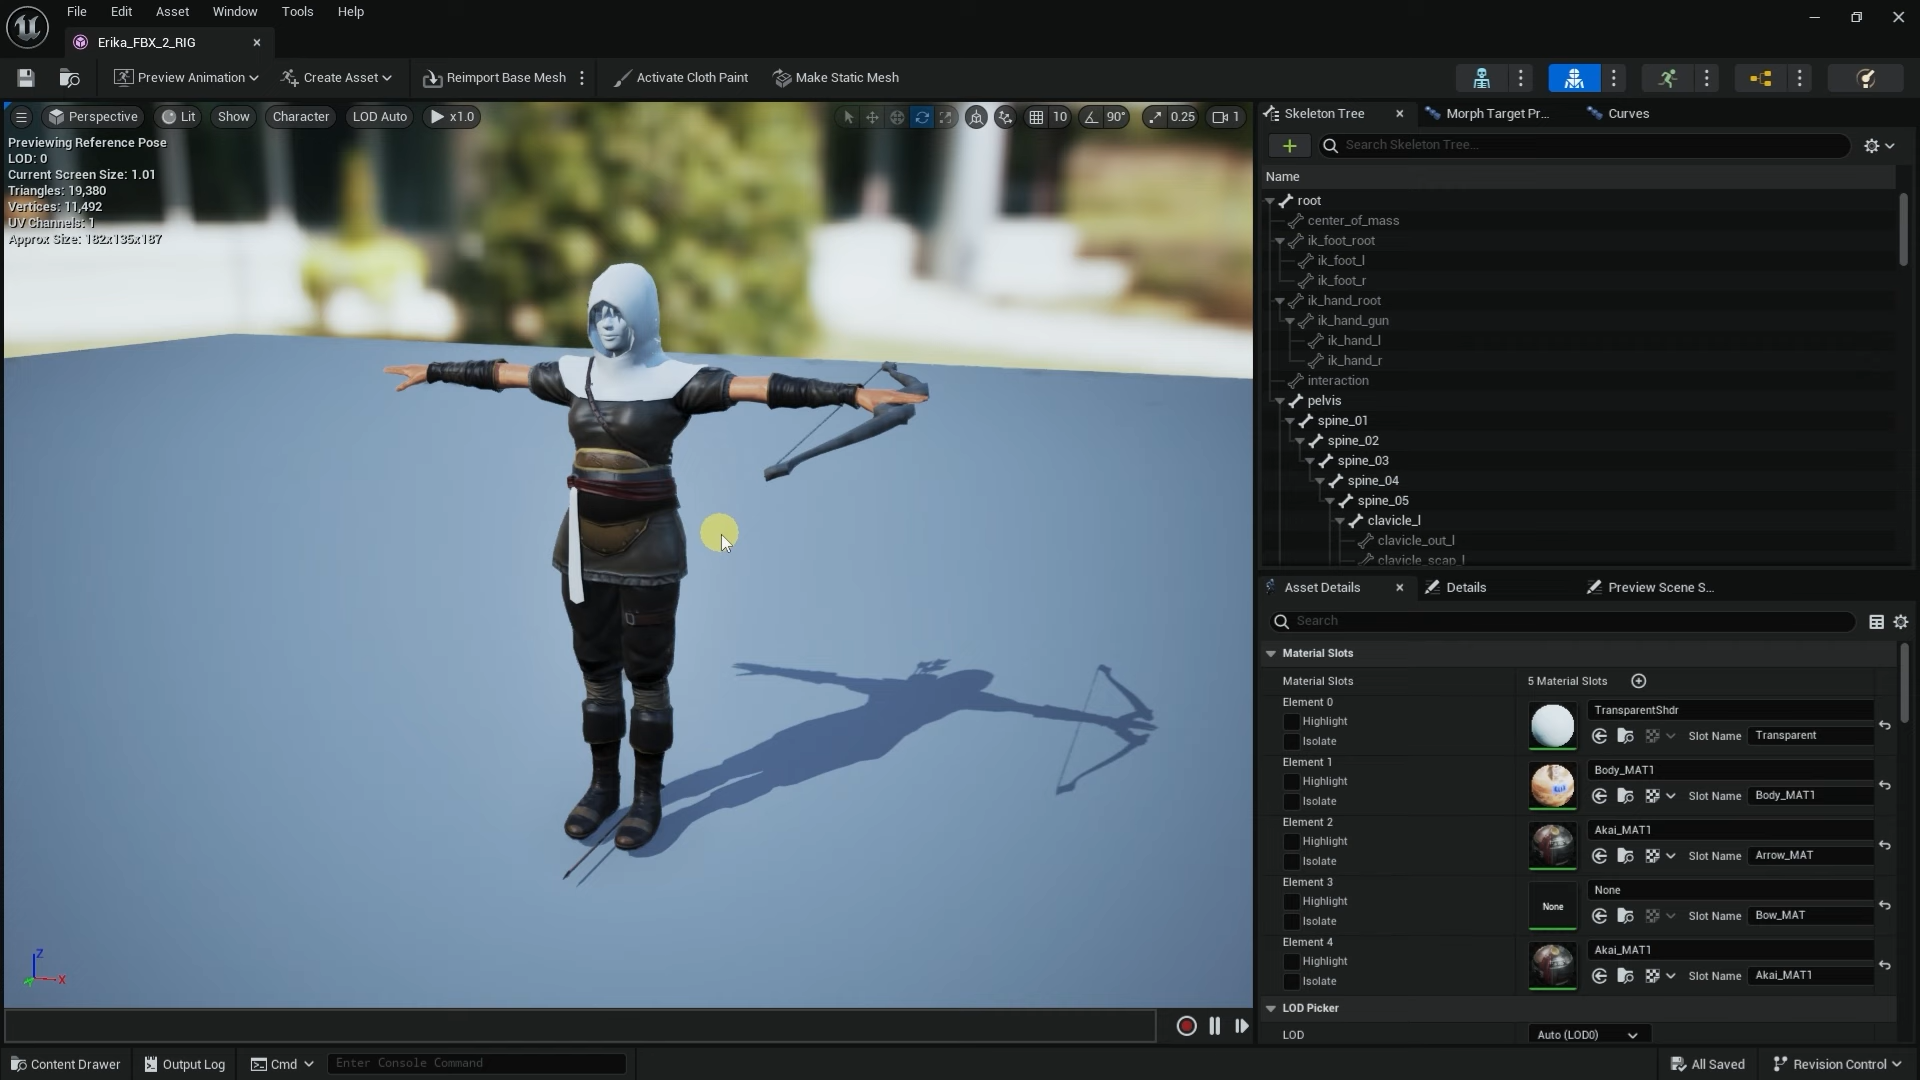 File Edit Asset Window Tools Help
Erika_FBX_2_RIG
Preview Animation Create Asset Reimport Base Mesh Activate Cloth Paint Make Static Mesh
Perspective Lit Show Character LOD Auto x1.0 10 90° 0.25 1
Previewing Reference Pose
LOD: 0
Current Screen Size: 1.01
Triangles: 19,380
Vertices: 11,492
UV Channels: 1
Approx Size: 182x135x187
Z
X
Skeleton Tree Morph Target Pr... Curves
Search Skeleton Tree...
Name
root
center_of_mass
ik_foot_root
ik_foot_l
ik_foot_r
ik_hand_root
ik_hand_gun
ik_hand_l
ik_hand_r
interaction
pelvis
spine_01
spine_02
spine_03
spine_04
spine_05
clavicle_l
clavicle_out_l
clavicle_scap_l
Asset Details Details Preview Scene S...
Search
Material Slots
Material Slots 5 Material Slots
Element 0
Highlight
Isolate
TransparentShdr
Slot Name Transparent
Element 1
Highlight
Isolate
Body_MAT1
Slot Name Body_MAT1
Element 2
Highlight
Isolate
Akai_MAT1
Slot Name Arrow_MAT
Element 3
Highlight
Isolate
None
None
Slot Name Bow_MAT
Element 4
Highlight
Isolate
Akai_MAT1
Slot Name Akai_MAT1
LOD Picker
LOD Auto (LOD0)
Content Drawer Output Log Cmd Enter Console Command All Saved Revision Control